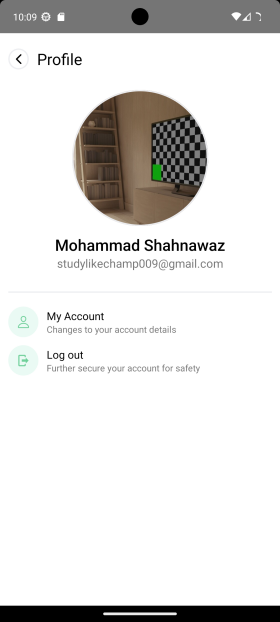 10:09
Profile
Mohammad Shahnawaz
studylikechamp009@gmail.com
My Account
Changes to your account details
Log out
Further secure your account for safety